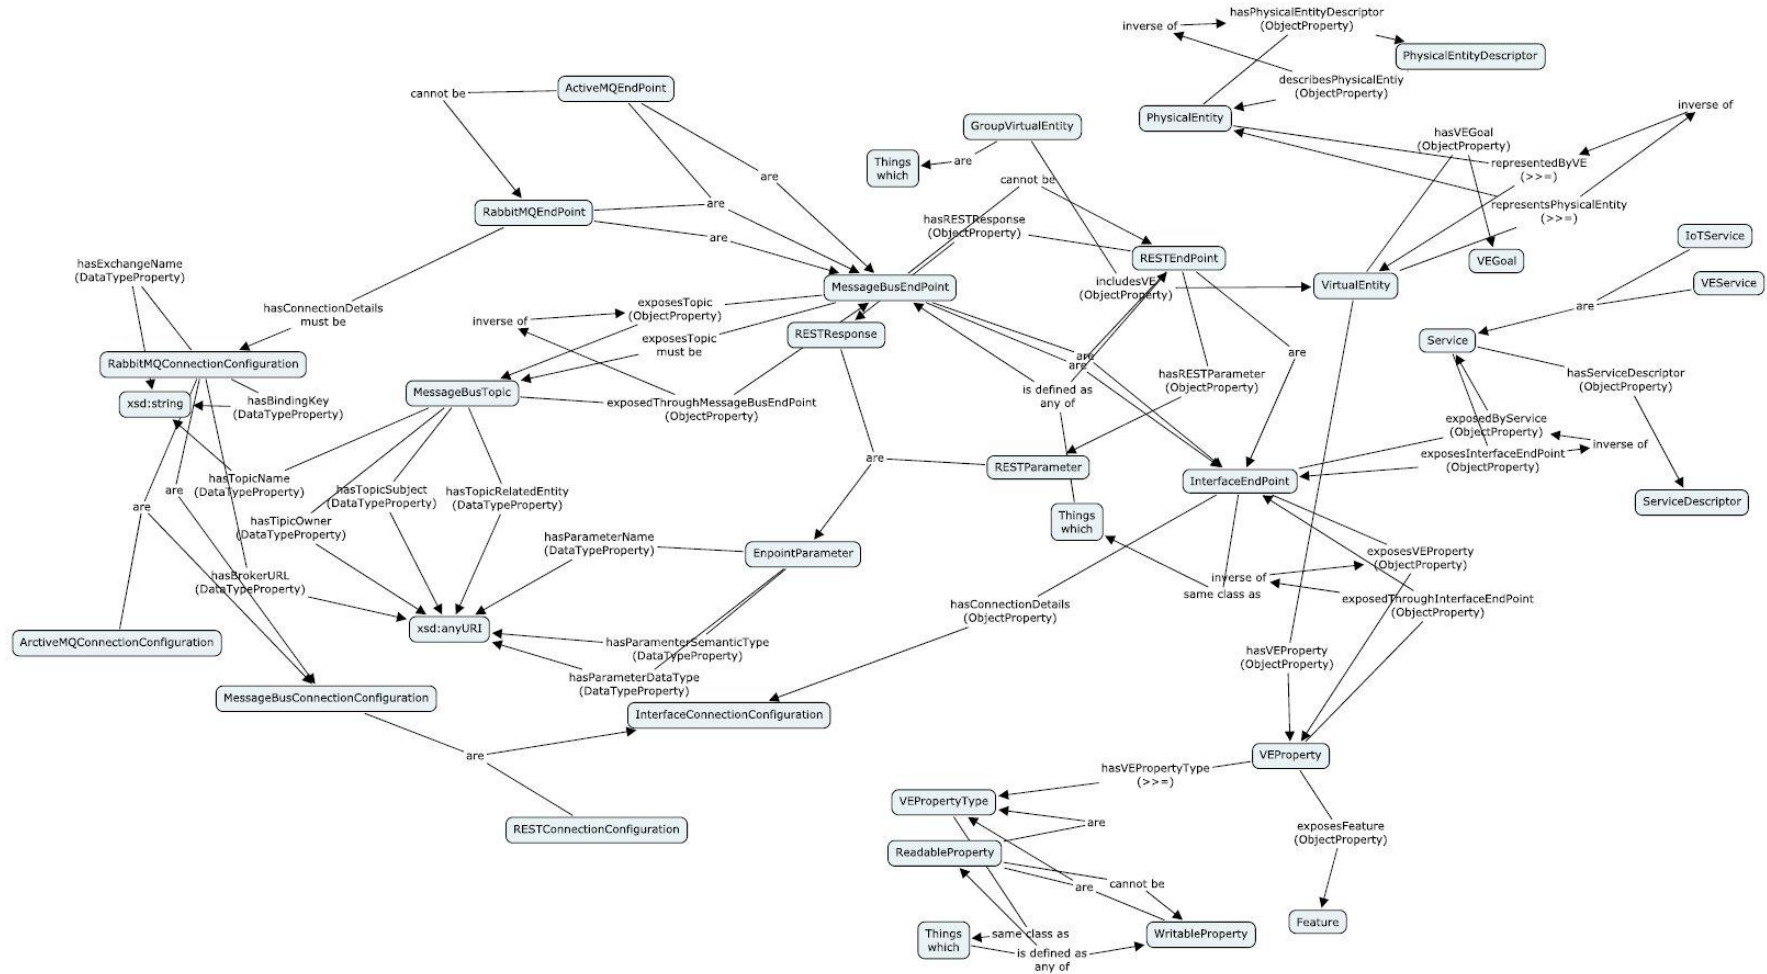 hasPhysicalEntityDescriptor
(ObjectProperty)
inverse of
PhysicalEntityDescriptor
describesPhysicalEntiy
(ObjectProperty)
ActiveMQEndPoint
cannot be
PhysicalEntity
inverse of
GroupVirtualEntity
hasVEGoal
(ObjectProperty)
Things
which
are
representedByVE
(>>=)
are
cannot be
RabbitMQEndPoint
are
representsPhysicalEntity
(>>=)
hasRESTResponse
(ObjectProperty)
are
IoTService
hasExchangeName
(DataTypeProperty)
RESTEndPoint
VEGoal
MessageBusEndPoint
includesVE
(ObjectProperty)
VirtualEntity
VEService
hasConnectionDetails
must be
exposesTopic
(ObjectProperty)
are
inverse of
RESTResponse
exposesTopic
must be
Service
are
are
are
RabbitMQConnectionConfiguration
hasRESTParameter
(ObjectProperty)
hasServiceDescriptor
(ObjectProperty)
MessageBusTopic
is defined as
any of
xsd:string
hasBindingKey
(DataTypeProperty)
exposedThroughMessageBusEndPoint
(ObjectProperty)
exposedByService
(ObjectProperty)
inverse of
exposesInterfaceEndPoint
(ObjectProperty)
are
RESTParameter
hasTopicName
(DataTypeProperty)
are
hasTopicSubject
(DataTypeProperty)
hasTopicRelatedEntity
(DataTypeProperty)
InterfaceEndPoint
ServiceDescriptor
are
Things
which
hasTipicOwner
(DataTypeProperty)
hasParameterName
(DataTypeProperty)
EnpointParameter
exposesVEProperty
(ObjectProperty)
hasBrokerURL
(DataTypeProperty)
inverse of
same class as
exposedThroughInterfaceEndPoint
(ObjectProperty)
hasConnectionDetails
(ObjectProperty)
xsd:anyURI
ArctiveMQConnectionConfiguration
hasParamenterSemanticType
(DataTypeProperty)
hasVEProperty
(ObjectProperty)
hasParameterDataType
(DataTypeProperty)
MessageBusConnectionConfiguration
InterfaceConnectionConfiguration
are
VEProperty
hasVEPropertyType
(>>=)
VEPropertyType
RESTConnectionConfiguration
are
exposesFeature
(ObjectProperty)
ReadableProperty
are
cannot be
Feature
Things
which
same class as
WritableProperty
is defined as
any of